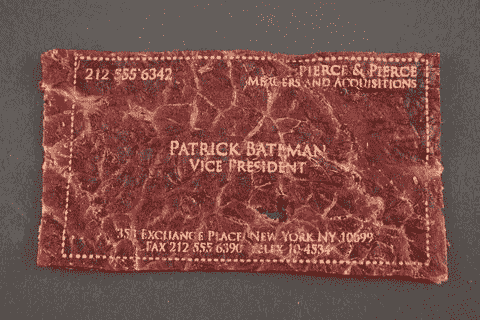 212 555 6342
PIERCE & PIERCE
MERGERS AND ACQUISITIONS
PATRICK BATEMAN
VICE PRESIDENT
EXCHANGE PLACE, NEW YORK NY 10099
FAX 212 555 6390 TELEX 10 4534